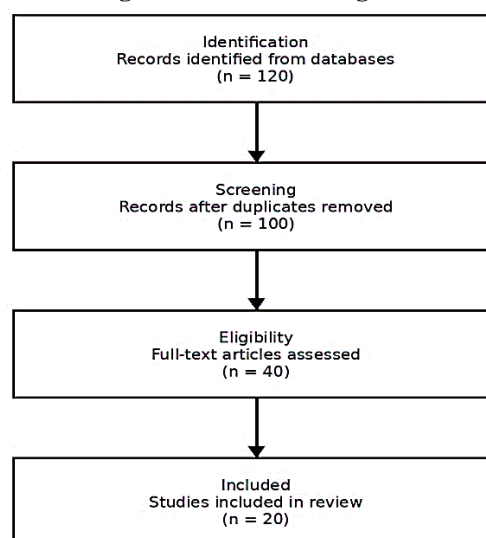 Identification
Records identified from databases
(n = 120)
Screening
Records after duplicates removed
(n = 100)
Eligibility
Full-text articles assessed
(n = 40)
Included
Studies included in review
(n = 20)